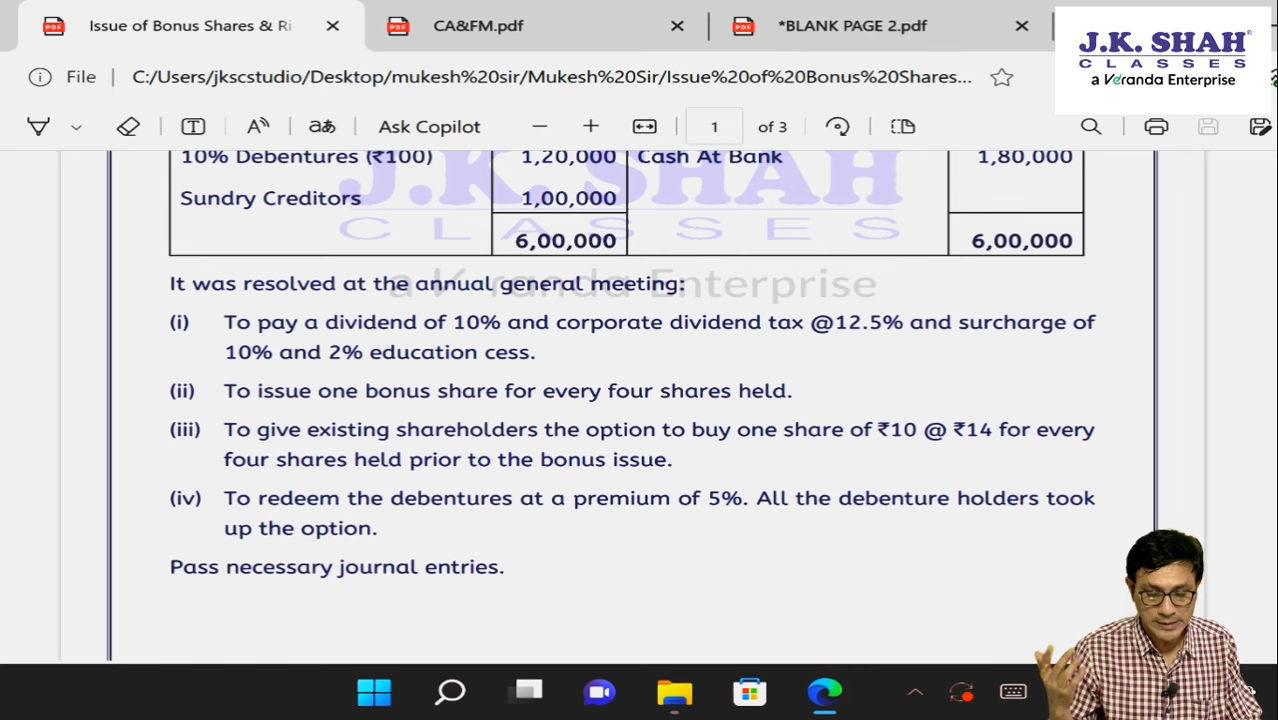 Issue of Bonus Shares & Ri
CA&FM.pdf
*BLANK PAGE 2.pdf
J.K. SHAH
CLASSES
a Veranda Enterprise
File
C:/Users/jkscstudio/Desktop/mukesh%20sir/Mukesh%20Sir/Issue%20of%20Bonus%20Shares...
Ask Copilot
1 of 3
10% Debentures (₹100) 1,20,000 Cash At Bank 1,80,000
J.K. SHAH
Sundry Creditors 1,00,000
CLASSES
6,00,000 6,00,000
a Veranda Enterprise
It was resolved at the annual general meeting:
(i) To pay a dividend of 10% and corporate dividend tax @12.5% and surcharge of
10% and 2% education cess.
(ii) To issue one bonus share for every four shares held.
(iii) To give existing shareholders the option to buy one share of ₹10 @ ₹14 for every
four shares held prior to the bonus issue.
(iv) To redeem the debentures at a premium of 5%. All the debenture holders took
up the option.
Pass necessary journal entries.